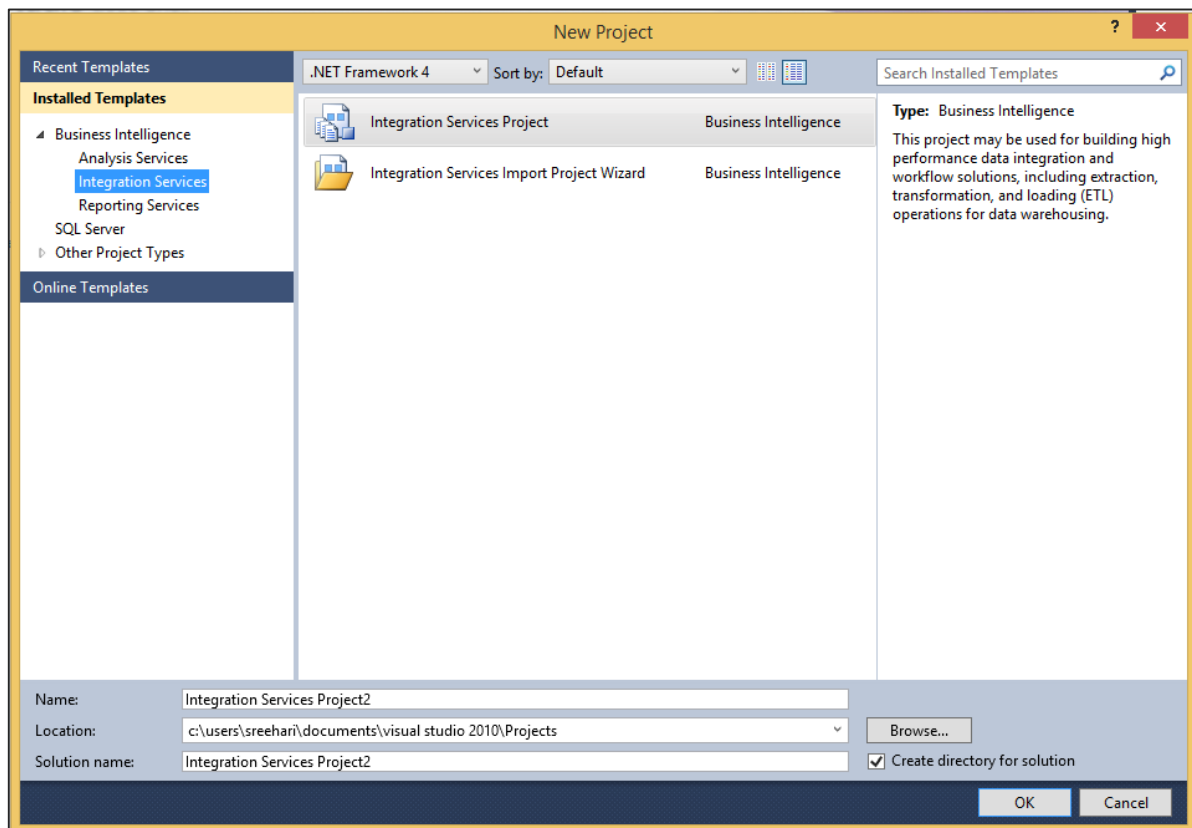 New Project
?
Recent Templates
Installed Templates
Business Intelligence
Analysis Services
Integration Services
Reporting Services
SQL Server
Other Project Types
Online Templates
.NET Framework 4
Sort by: Default
Integration Services Project Business Intelligence
Integration Services Import Project Wizard Business Intelligence
Search Installed Templates
Type: Business Intelligence
This project may be used for building high
performance data integration and
workflow solutions, including extraction,
transformation, and loading (ETL)
operations for data warehousing.
Name: Integration Services Project2
Location: c:\users\sreehari\documents\visual studio 2010\Projects
Browse...
Solution name: Integration Services Project2
Create directory for solution
OK Cancel